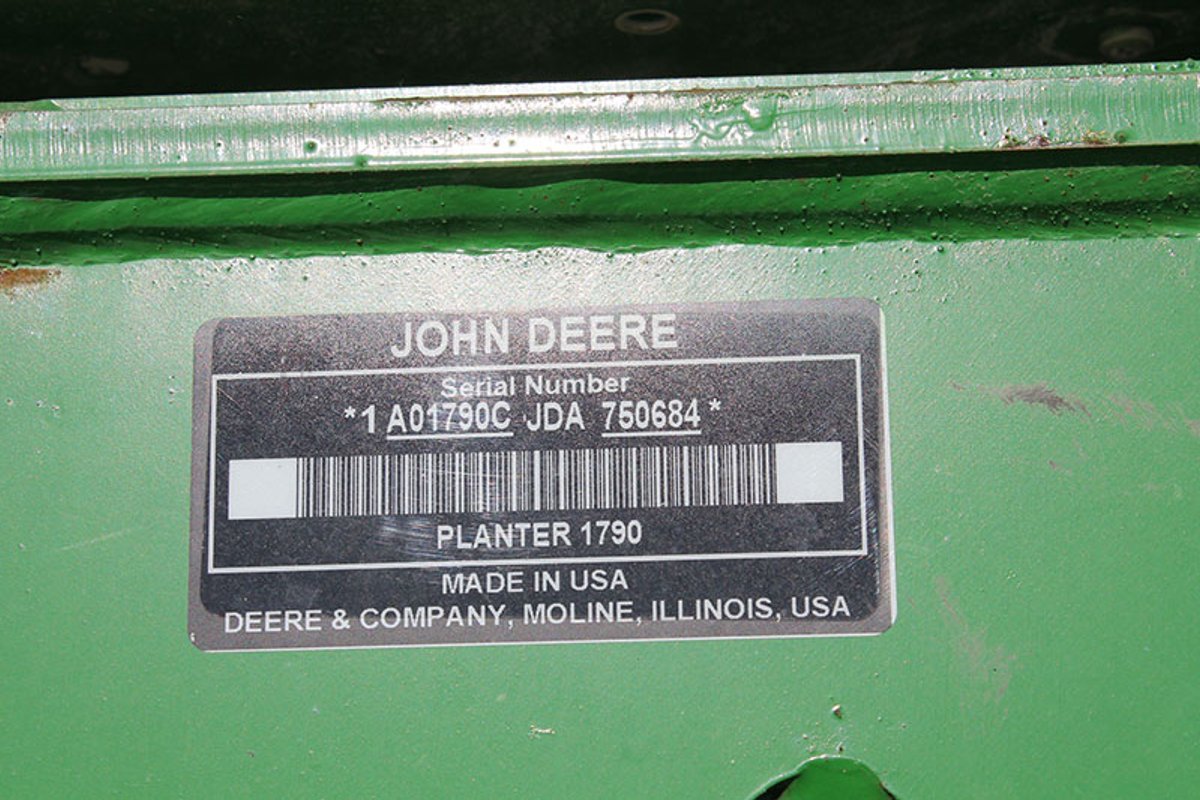 JOHN DEERE
Serial Number
*1 A01790C JDA 750684*
PLANTER 1790
MADE IN USA
DEERE & COMPANY, MOLINE, ILLINOIS, USA